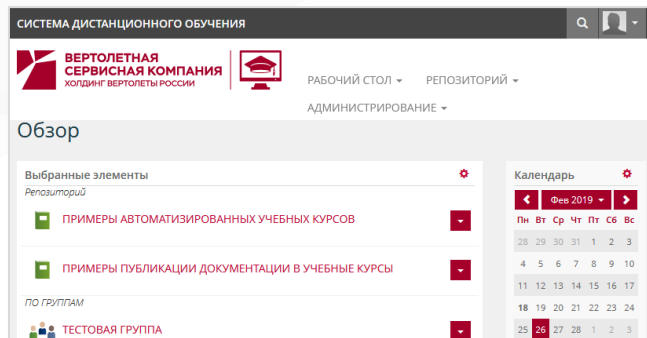 СИСТЕМА ДИСТАНЦИОННОГО ОБУЧЕНИЯ
ВЕРТОЛЕТНАЯ
СЕРВИСНАЯ КОМПАНИЯ
ХОЛДИНГ ВЕРТОЛЕТЫ РОССИИ
РАБОЧИЙ СТОЛ РЕПОЗИТОРИЙ
АДМИНИСТРИРОВАНИЕ
Обзор
Выбранные элементы
Репозиторий
ПРИМЕРЫ АВТОМАТИЗИРОВАННЫХ УЧЕБНЫХ КУРСОВ
ПРИМЕРЫ ПУБЛИКАЦИИ ДОКУМЕНТАЦИИ В УЧЕБНЫЕ КУРСЫ
ПО ГРУППАМ
ТЕСТОВАЯ ГРУППА
Календарь
Фев 2019
Пн Вт Ср Чт Пт Сб Вс
28 29 30 31 1 2 3
4 5 6 7 8 9 10
11 12 13 14 15 16 17
18 19 20 21 22 23 24
25 26 27 28 1 2 3